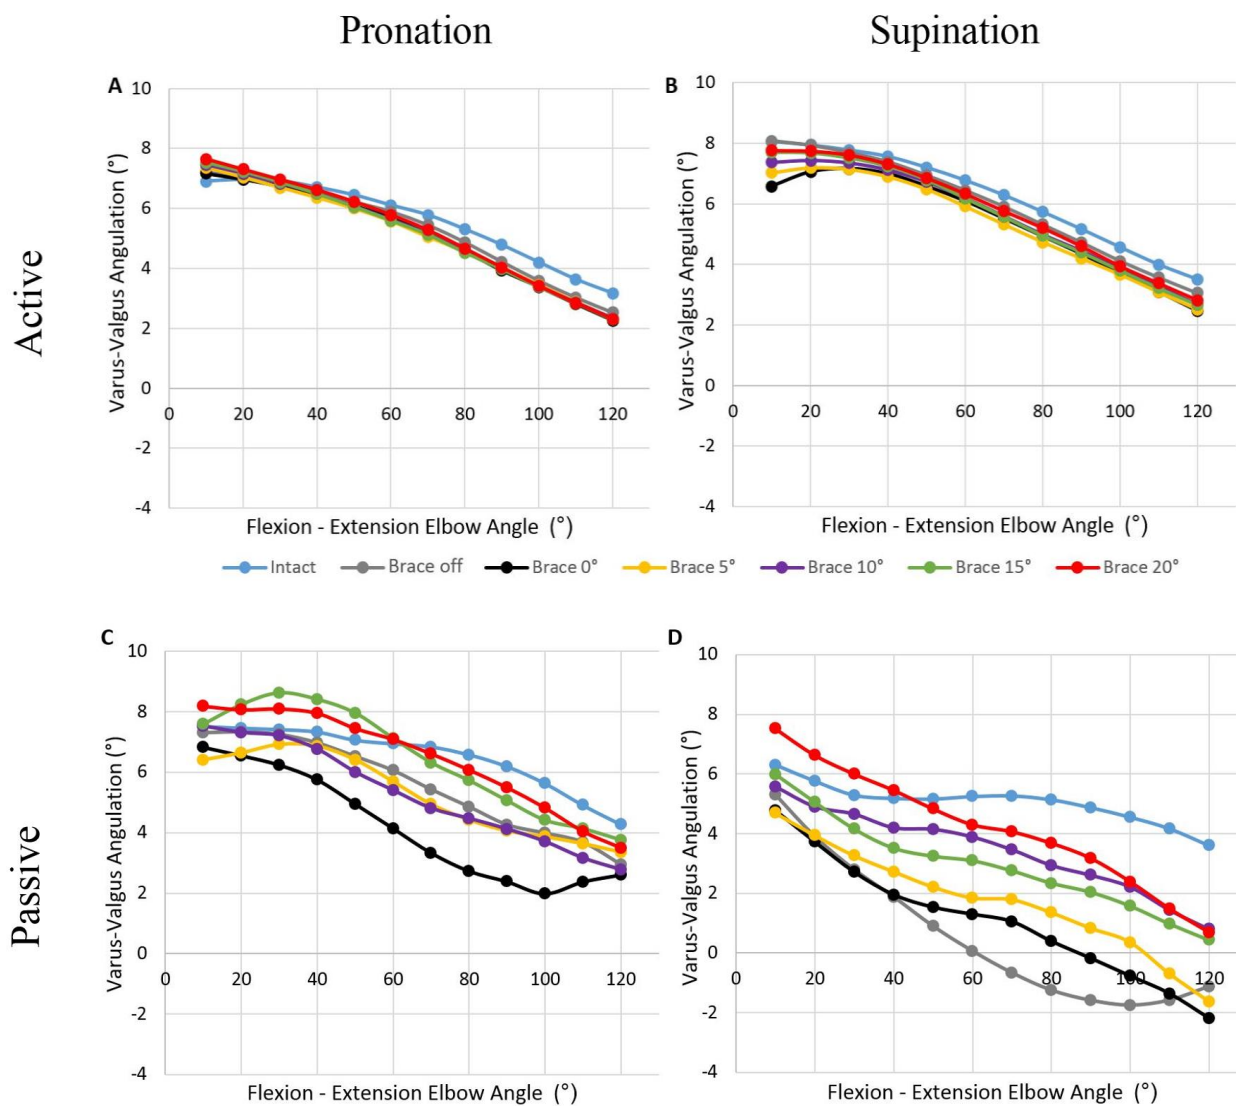 Pronation
Supination
Active
A
Varus-Valgus Angulation (°)
10
8
6
4
2
0
-2
-4
0 20 40 60 80 100 120
Flexion - Extension Elbow Angle (°)
B
Varus-Valgus Angulation (°)
10
8
6
4
2
0
-2
-4
0 20 40 60 80 100 120
Flexion - Extension Elbow Angle (°)
Intact Brace off Brace 0° Brace 5° Brace 10° Brace 15° Brace 20°
Passive
C
Varus-Valgus Angulation (°)
10
8
6
4
2
0
-2
-4
0 20 40 60 80 100 120
Flexion - Extension Elbow Angle (°)
D
Varus-Valgus Angulation (°)
10
8
6
4
2
0
-2
-4
0 20 40 60 80 100 120
Flexion - Extension Elbow Angle (°)